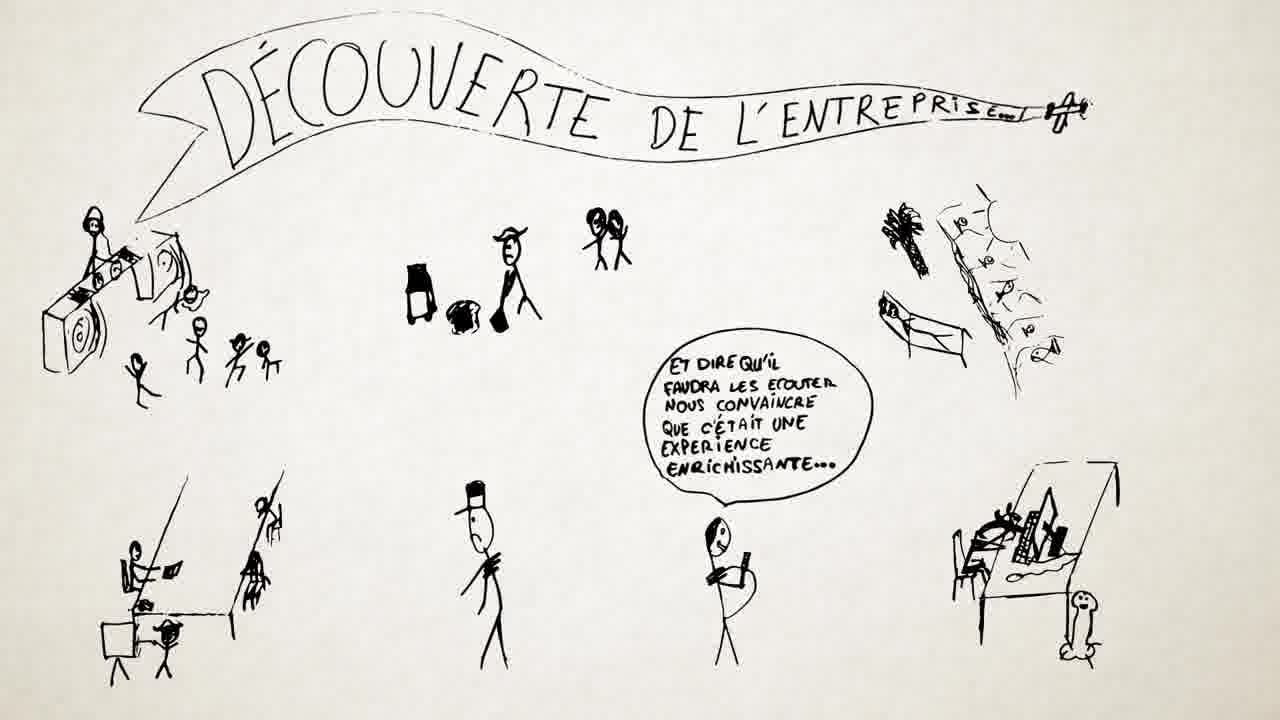 DÉCOUVERTE DE L'ENTREPRISE...
ET DIRE QU'IL
FAUDRA LES ECOUTER
NOUS CONVAINCRE
QUE C'ÉTAIT UNE
EXPERIENCE
ENRICHISSANTE...